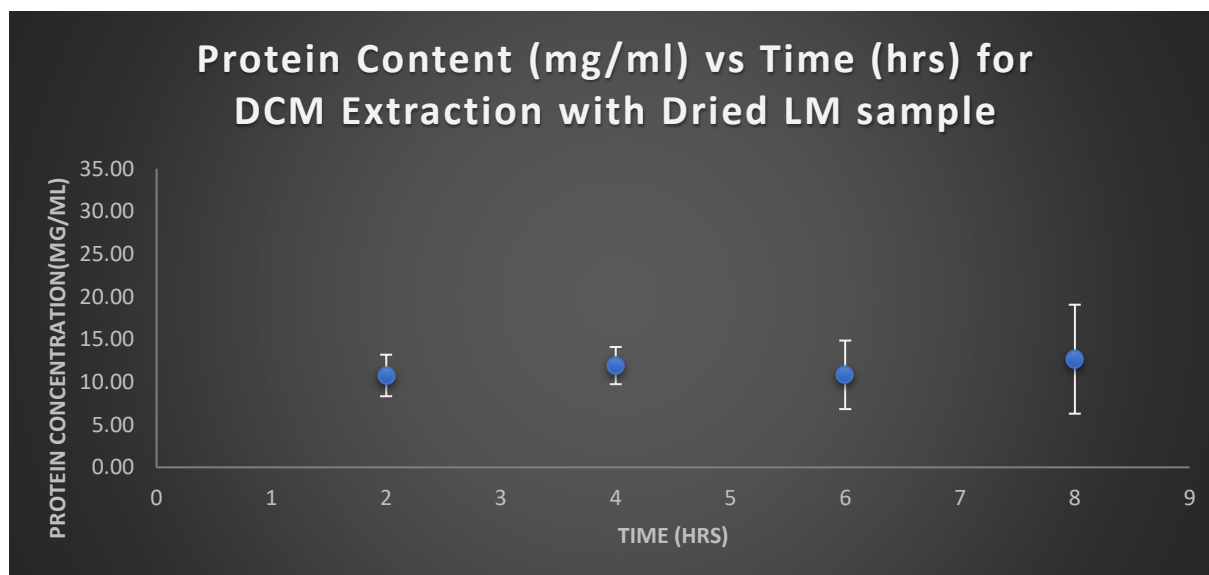 Protein Content (mg/ml) vs Time (hrs) for
DCM Extraction with Dried LM sample
PROTEIN CONCENTRATION(MG/ML)
35.00
30.00
25.00
20.00
15.00
10.00
5.00
0.00
0 1 2 3 4 5 6 7 8 9
TIME (HRS)